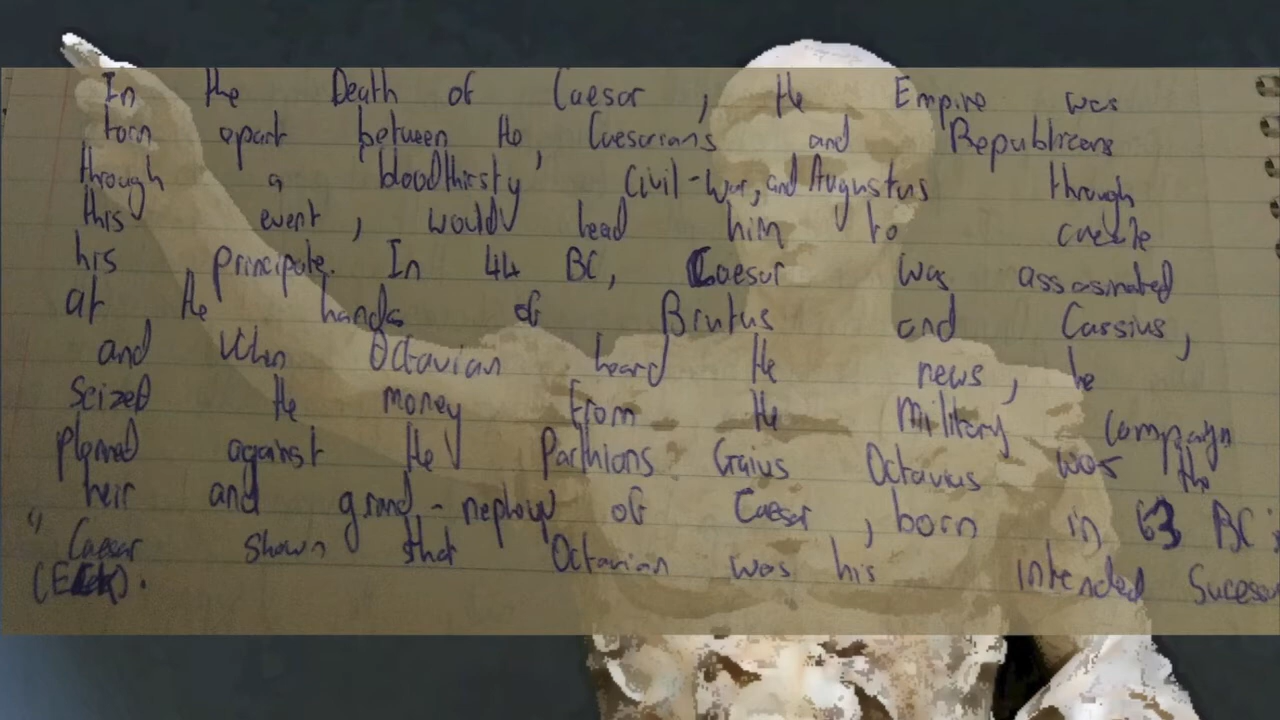 In the Death of Caesar, the Empire was
torn apart between the, Caesarians and Republicans
through a bloodthirsty Civil-War, and Augustus through
this event, would lead him to create
his principate. In 44 BC, Caesar was assasinated
at the hands of Brutus and Cassius,
and when Octavian heard the news, he
seized the money from the military campaign
planned against the Parthians Gaius Octavius was the
heir and grand-nephew of Caesar, born in 63 BC
"Caesar shown that Octavian was his intended